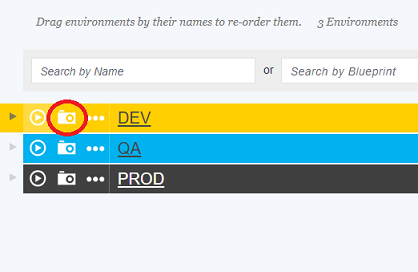 Drag environments by their names to re-order them. 3 Environments
Search by Name or Search by Blueprint
DEV
QA
PROD